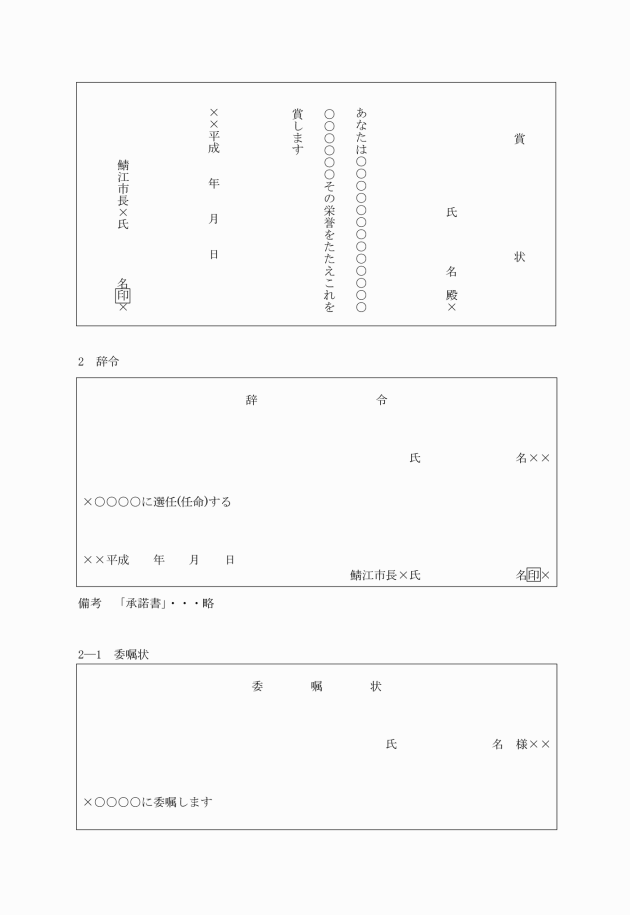 賞　状
氏　名　殿×
あなたは○○○○○○○○○○○○○
○○○○○○その栄誉をたたえこれを
賞します
××平成　年　月　日
鯖江市長×氏　名印×
2　辞令
辞　令
氏　名××
×○○○○に選任(任命)する
××平成　年　月　日
鯖江市長×氏　名印×
備考　「承諾書」・・・略
2―1　委嘱状
委　嘱　状
氏　名　様××
×○○○○に委嘱します